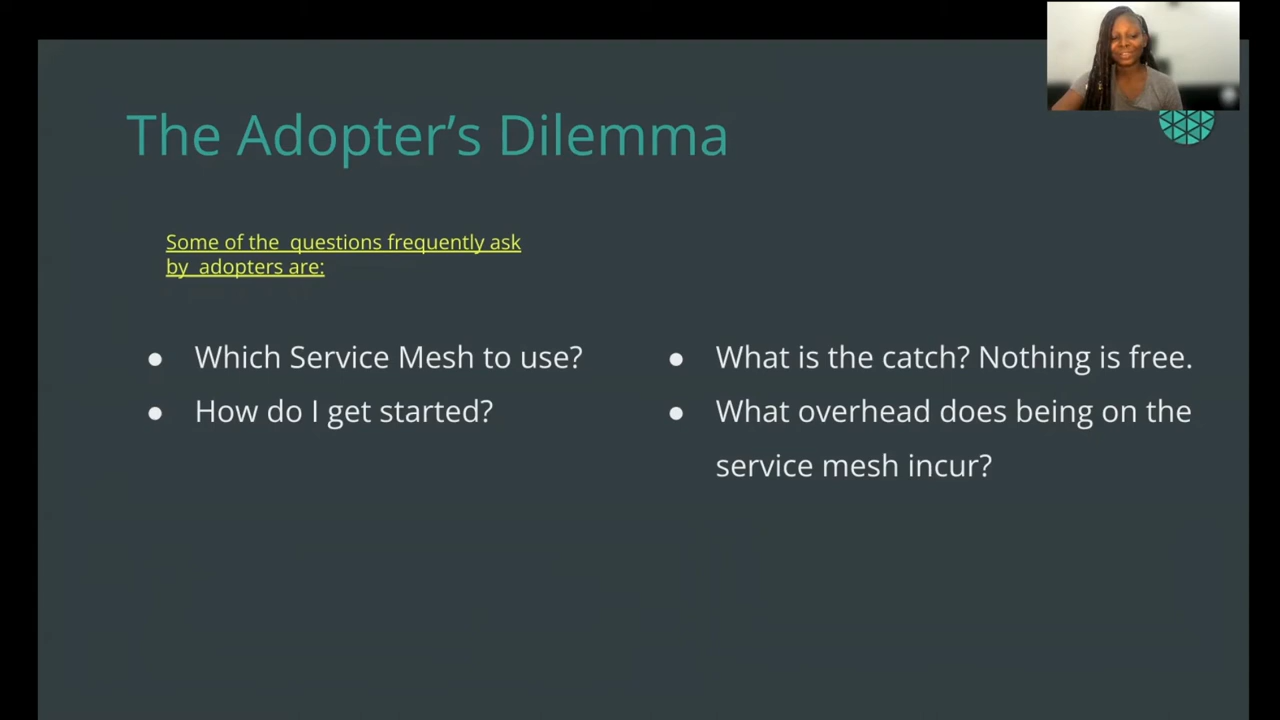 The Adopter’s Dilemma
Some of the  questions frequently ask
by  adopters are:
● Which Service Mesh to use?
● How do I get started?
● What is the catch? Nothing is free.
● What overhead does being on the
service mesh incur?